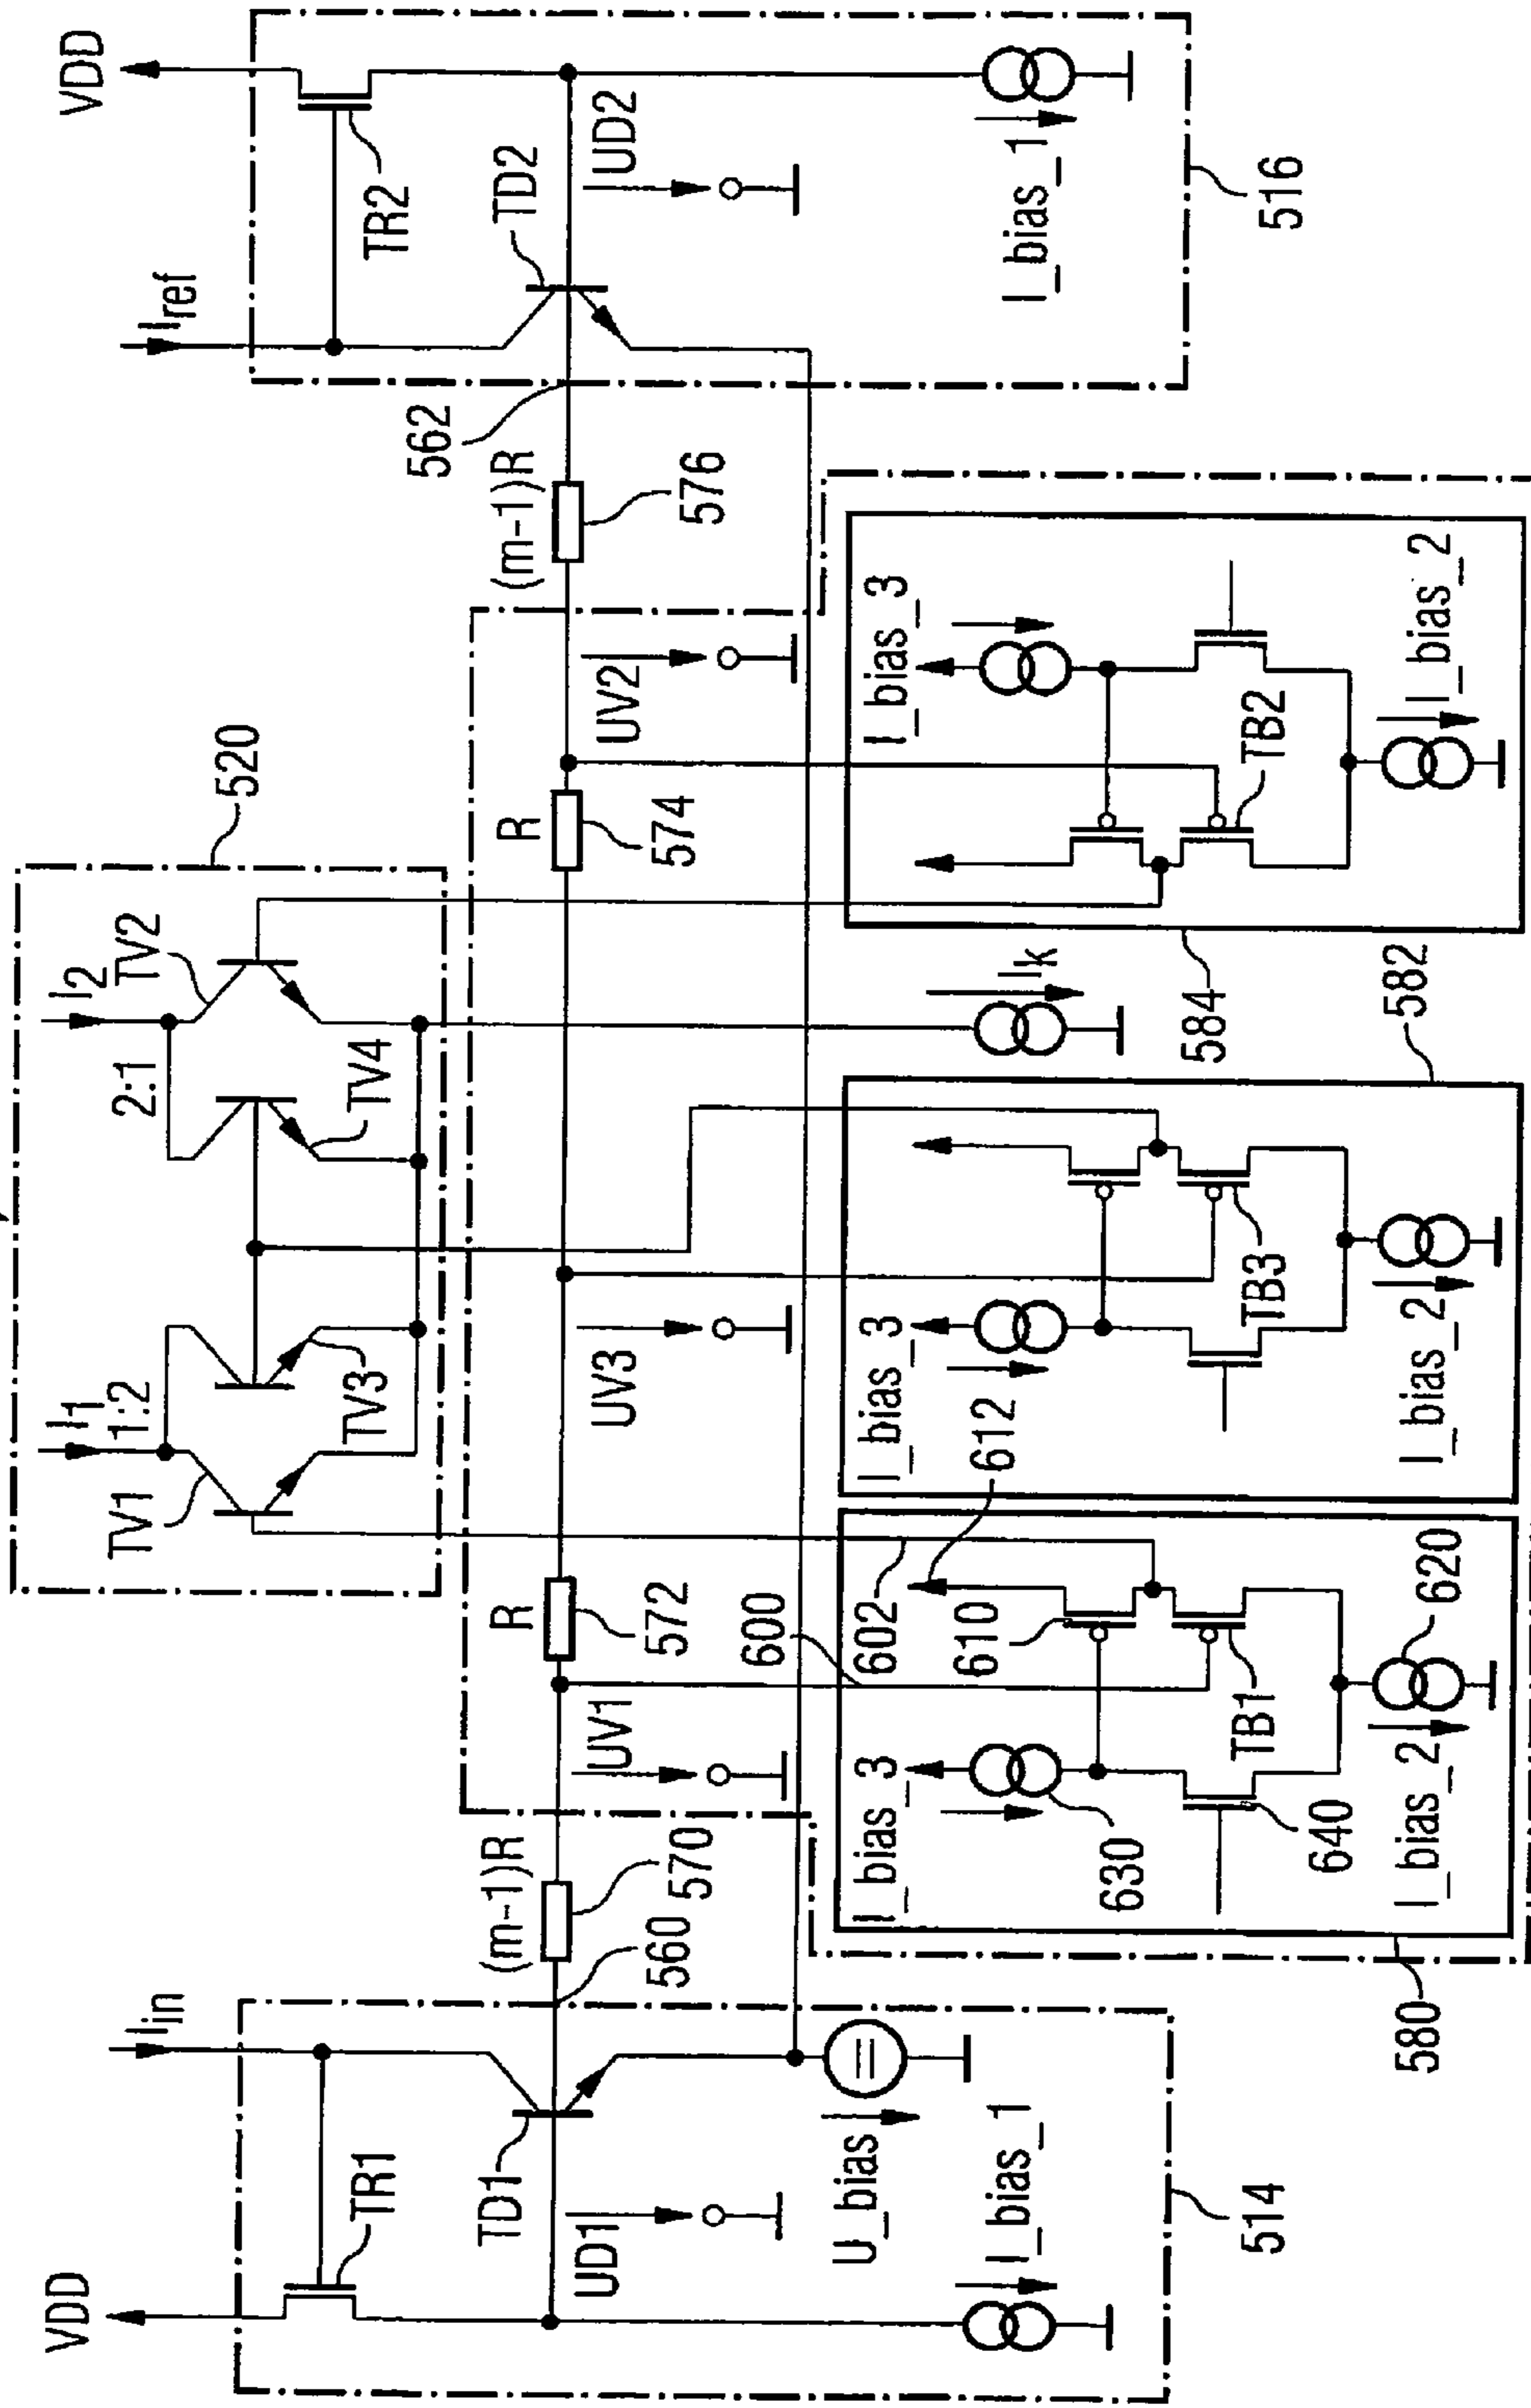 VDD
TR1
I_in
TD1
UD1
U_bias
I_bias_1
514
560
(m-1)R
570
UV1
R
572
600
602
580
I_bias_3
630
640
610
612
TB1
I_bias_2
620
I_1
1:2
TV1
TV3
UV3
I_bias_3
TB3
I_bias_2
582
2:1
I_2
TV2
TV4
520
I_k
584
R
574
UV2
I_bias_3
TB2
I_bias_2
(m-1)R
576
562
I_ref
VDD
TR2
TD2
UD2
I_bias_1
516